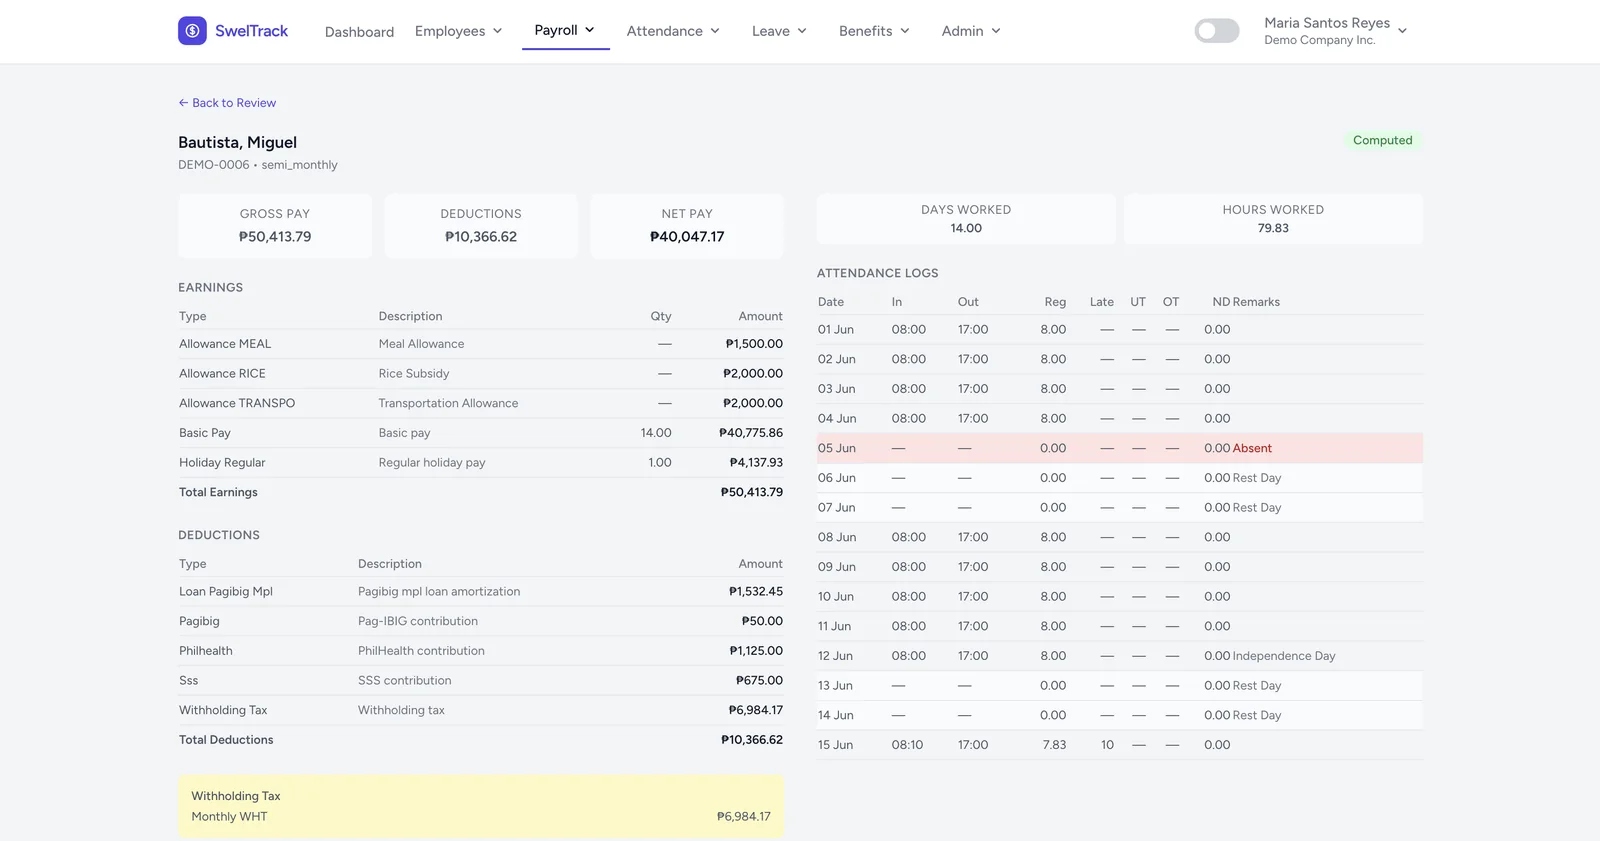 SwelTrack Dashboard Employees Payroll Attendance Leave Benefits Admin Maria Santos Reyes
Demo Company Inc.
← Back to Review
Bautista, Miguel Computed
DEMO-0006 • semi_monthly
GROSS PAY DEDUCTIONS NET PAY
₱50,413.79 ₱10,366.62 ₱40,047.17
DAYS WORKED HOURS WORKED
14.00 79.83
EARNINGS
Type Description Qty Amount
Allowance MEAL Meal Allowance — ₱1,500.00
Allowance RICE Rice Subsidy — ₱2,000.00
Allowance TRANSPO Transportation Allowance — ₱2,000.00
Basic Pay Basic pay 14.00 ₱40,775.86
Holiday Regular Regular holiday pay 1.00 ₱4,137.93
Total Earnings ₱50,413.79
DEDUCTIONS
Type Description Amount
Loan Pagibig Mpl Pagibig mpl loan amortization ₱1,532.45
Pagibig Pag-IBIG contribution ₱50.00
Philhealth PhilHealth contribution ₱1,125.00
Sss SSS contribution ₱675.00
Withholding Tax Withholding tax ₱6,984.17
Total Deductions ₱10,366.62
Withholding Tax
Monthly WHT ₱6,984.17
ATTENDANCE LOGS
Date In Out Reg Late UT OT ND Remarks
01 Jun 08:00 17:00 8.00 — — — 0.00
02 Jun 08:00 17:00 8.00 — — — 0.00
03 Jun 08:00 17:00 8.00 — — — 0.00
04 Jun 08:00 17:00 8.00 — — — 0.00
05 Jun — — 0.00 — — — 0.00 Absent
06 Jun — — 0.00 — — — 0.00 Rest Day
07 Jun — — 0.00 — — — 0.00 Rest Day
08 Jun 08:00 17:00 8.00 — — — 0.00
09 Jun 08:00 17:00 8.00 — — — 0.00
10 Jun 08:00 17:00 8.00 — — — 0.00
11 Jun 08:00 17:00 8.00 — — — 0.00
12 Jun 08:00 17:00 8.00 — — — 0.00 Independence Day
13 Jun — — 0.00 — — — 0.00 Rest Day
14 Jun — — 0.00 — — — 0.00 Rest Day
15 Jun 08:10 17:00 7.83 10 — — 0.00